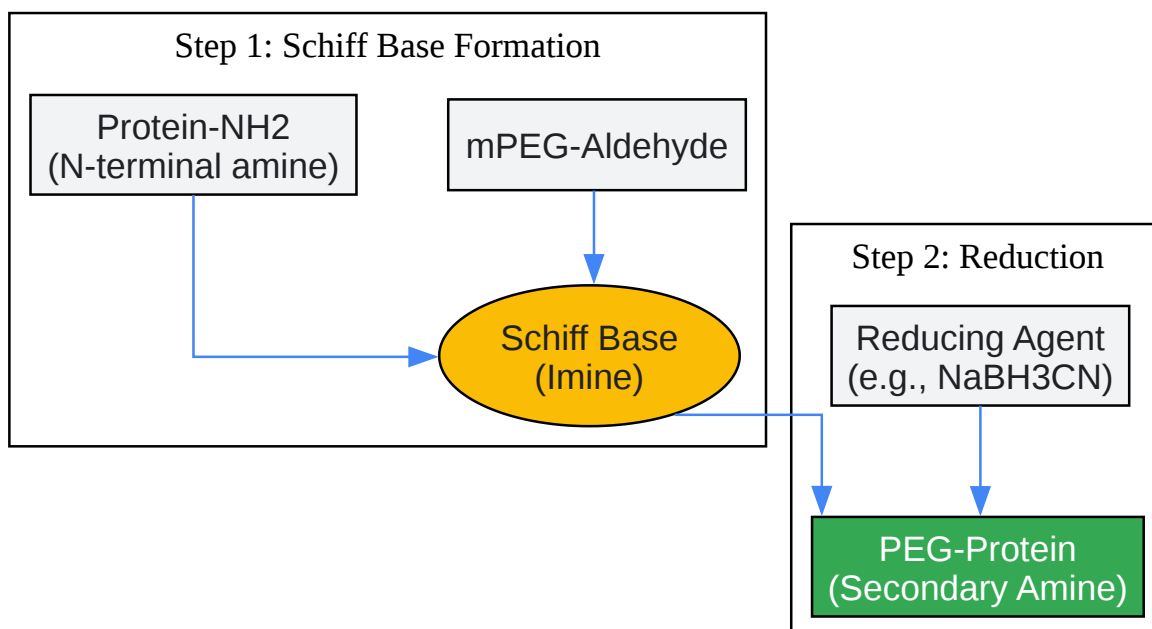 Step 1: Schiff Base Formation
Protein-NH2
(N-terminal amine)
mPEG-Aldehyde
Schiff Base
(Imine)
Step 2: Reduction
Reducing Agent
(e.g., NaBH3CN)
PEG-Protein
(Secondary Amine)